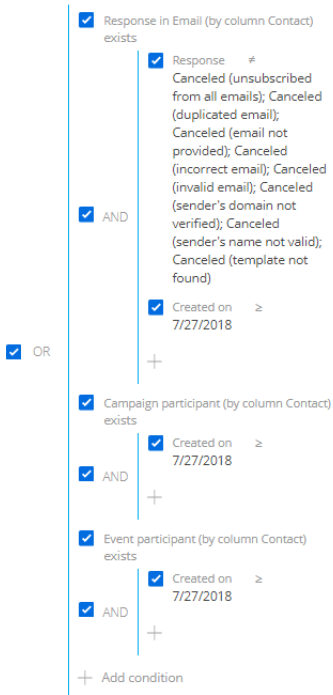 Response in Email (by column Contact)
exists
Response ≠
Canceled (unsubscribed
from all emails); Canceled
(duplicated email);
Canceled (email not
provided); Canceled
(incorrect email); Canceled
(invalid email); Canceled
(sender's domain not
verified); Canceled
(sender's name not valid);
Canceled (template not
found)
AND
Created on ≥
7/27/2018
OR
Campaign participant (by column Contact)
exists
Created on ≥
7/27/2018
AND
Event participant (by column Contact)
exists
Created on ≥
7/27/2018
AND
Add condition